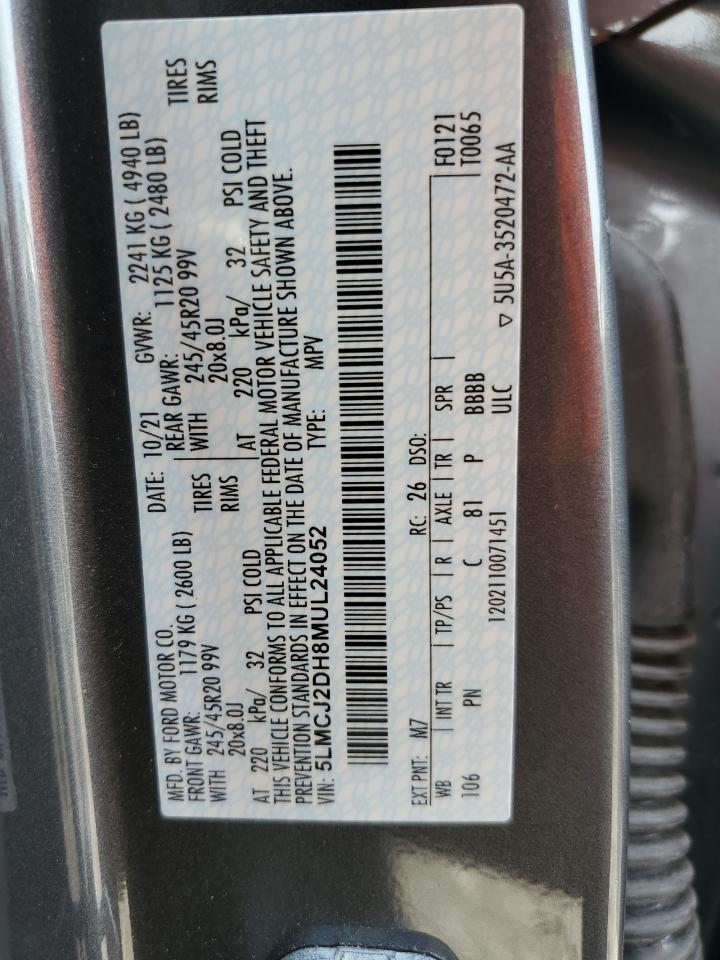 MFD. BY FORD MOTOR CO.
DATE: 10/21 GVWR: 2241 KG ( 4940 LB)
FRONT GAWR: 1179 KG ( 2600 LB) REAR GAWR: 1125 KG ( 2480 LB)
WITH 245/45R20 99V TIRES WITH 245/45R20 99V TIRES
20x8.0J RIMS 20x8.0J RIMS
AT 220 kPa/ 32 PSI COLD AT 220 kPa/ 32 PSI COLD
THIS VEHICLE CONFORMS TO ALL APPLICABLE FEDERAL MOTOR VEHICLE SAFETY AND THEFT
PREVENTION STANDARDS IN EFFECT ON THE DATE OF MANUFACTURE SHOWN ABOVE.
VIN: 5LMCJ2DH8MUL24052 TYPE: MPV
EXT PNT: M7 RC: 26 DSO: F0121
WB INT TR TP/PS R AXLE TR SPR T0065
106 PN C 81 P BBBB
1202110071451 ULC ▽ 5U5A-3520472-AA